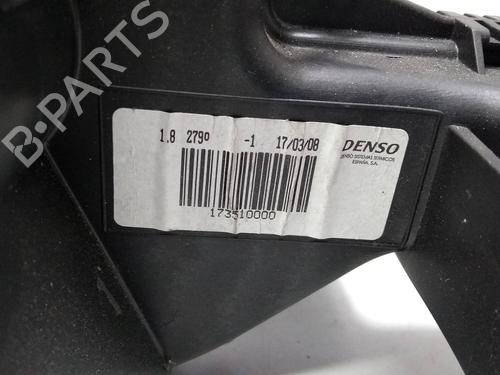 B-PARTS
1.8 279º -1 17/03/08 DENSO
DENSO SISTEMAS TERMICOS
ESPAÑA, S.A.
173510000